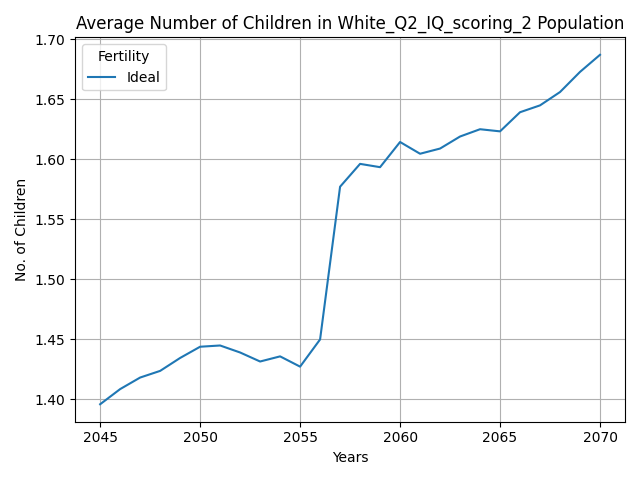 Average Number of Children in White_Q2_IQ_scoring_2 Population
Fertility
Ideal
No. of Children
1.70
1.65
1.60
1.55
1.50
1.45
1.40
2045 2050 2055 2060 2065 2070
Years